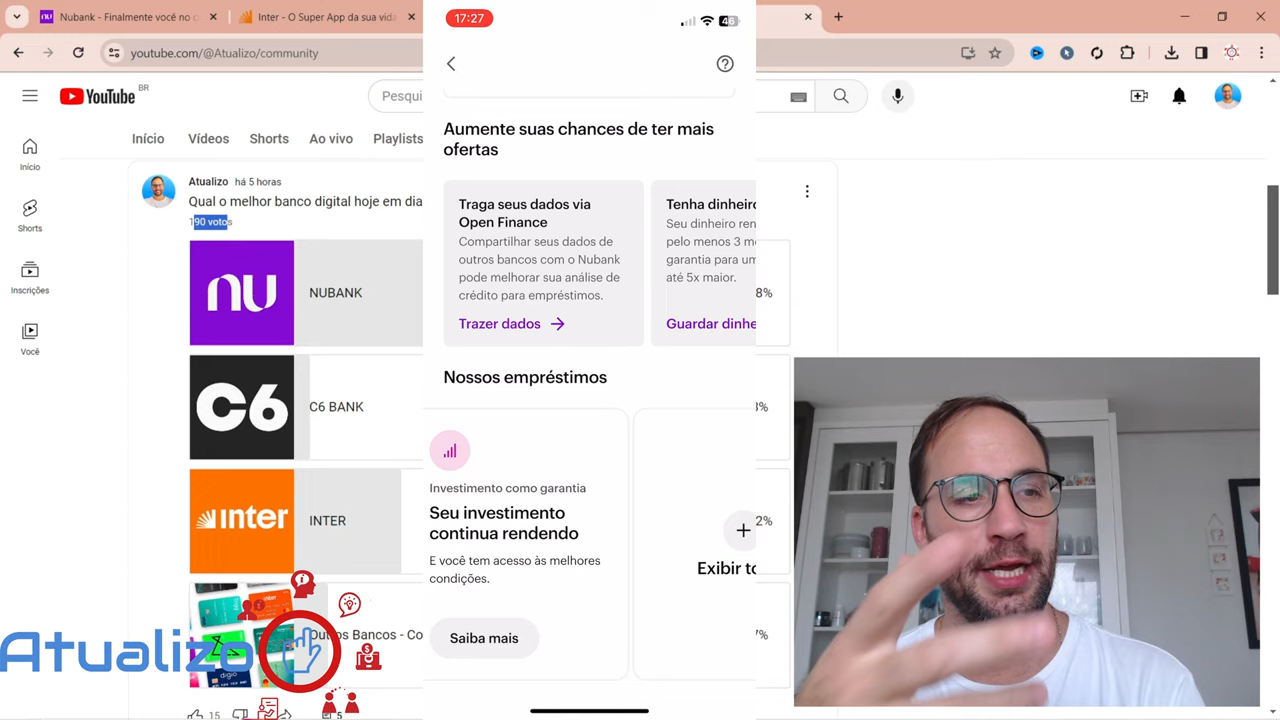 Nubank - Finalmente você no c
Inter - O Super App da sua vida
youtube.com/@Atualizo/community
YouTube
BR
Pesqui
Início
Shorts
Inscrições
Você
Início Vídeos Shorts Ao vivo Playlists
Atualizo há 5 horas
Qual o melhor banco digital hoje em dia
190 votos
nu
NUBANK
8%
C6
C6 BANK
inter
INTER
2%
digio
Outros Bancos - Co
7%
15
5
Atualizo
17:27
46
Aumente suas chances de ter mais
ofertas
Traga seus dados via
Open Finance
Compartilhar seus dados de
outros bancos com o Nubank
pode melhorar sua análise de
crédito para empréstimos.
Trazer dados
Tenha dinheiro
Seu dinheiro ren
pelo menos 3 m
garantia para um
até 5x maior.
Guardar dinhe
Nossos empréstimos
Investimento como garantia
Seu investimento
continua rendendo
E você tem acesso às melhores
condições.
Saiba mais
Exibir to